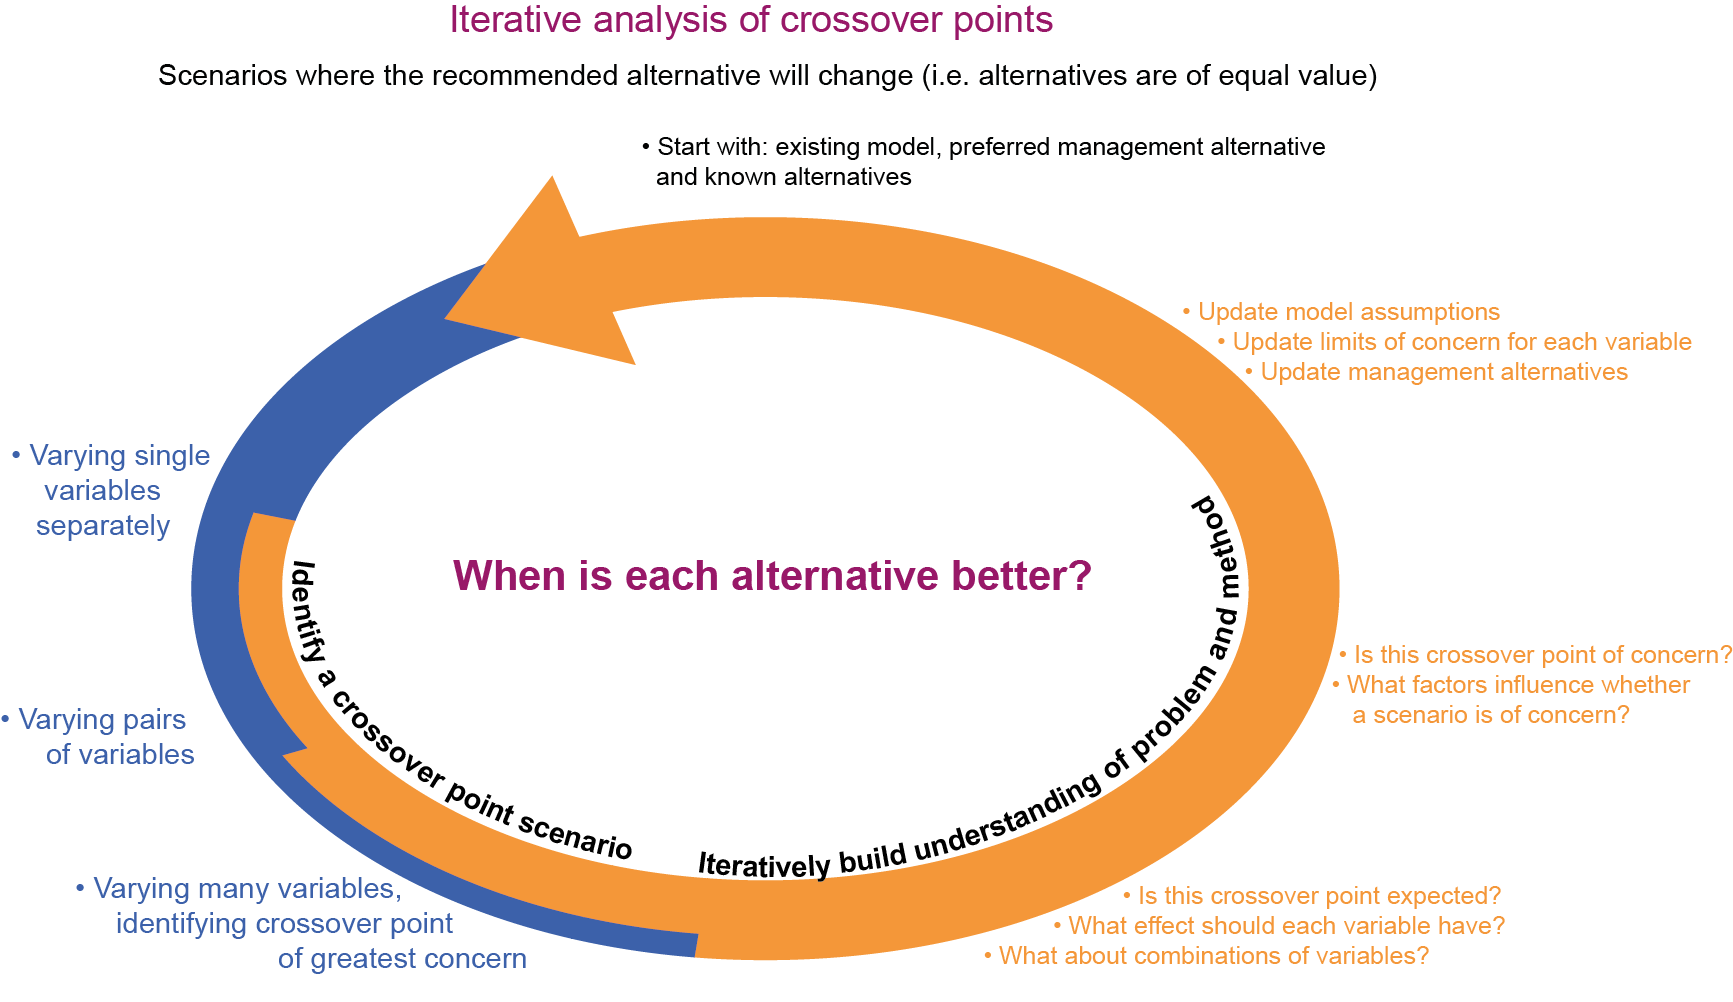 Iterative analysis of crossover points
Scenarios where the recommended alternative will change (i.e. alternatives are of equal value)
• Start with: existing model, preferred management alternative
and known alternatives
• Update model assumptions
• Update limits of concern for each variable
• Update management alternatives
• Varying single
variables
separately
When is each alternative better?
Identify a crossover point scenario
Iteratively build understanding of problem and method
• Is this crossover point of concern?
• What factors influence whether
a scenario is of concern?
• Varying pairs
of variables
• Varying many variables,
identifying crossover point
of greatest concern
• Is this crossover point expected?
• What effect should each variable have?
• What about combinations of variables?